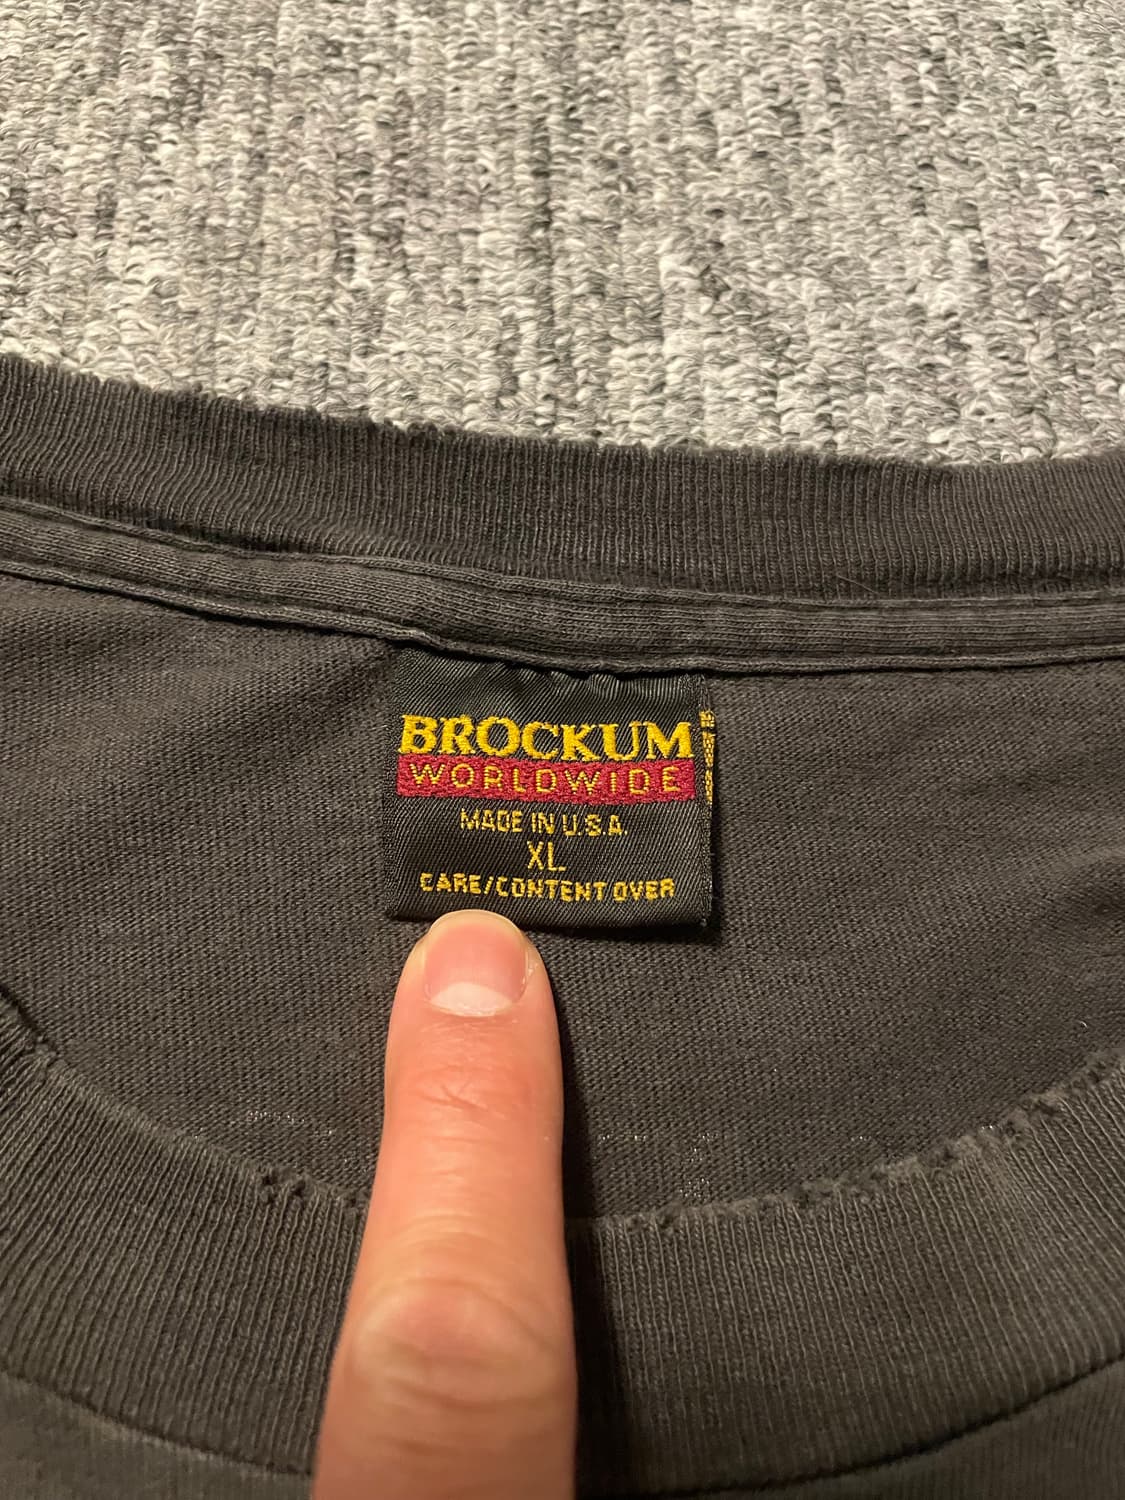 BROCKUM
WORLDWIDE
MADE IN U.S.A.
XL
CARE/CONTENT OVER